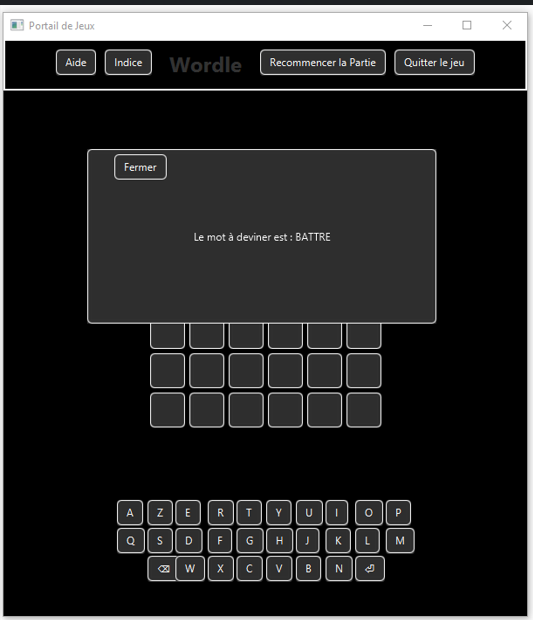 Portail de Jeux
Aide Indice Wordle Recommencer la Partie Quitter le jeu
Fermer
Le mot à deviner est : BATTRE
A Z E R T Y U I O P
Q S D F G H J K L M
⌫ W X C V B N ⏎